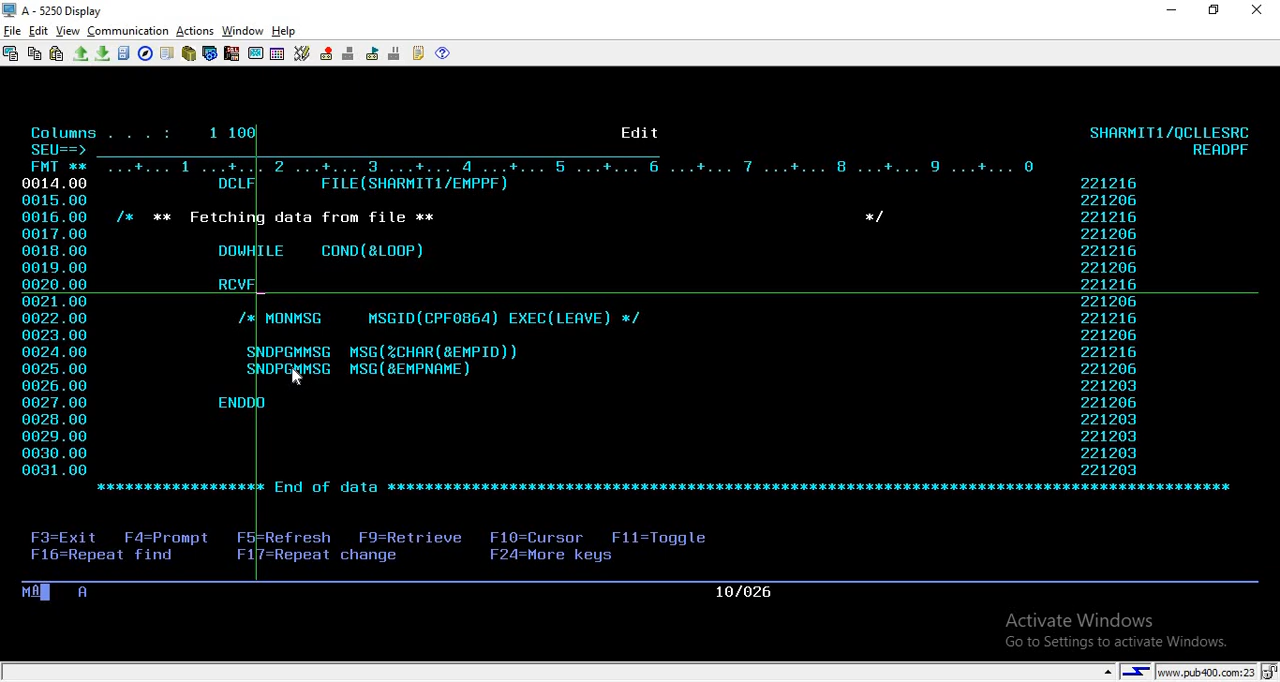 A - 5250 Display
File Edit View Communication Actions Window Help
Columns . . . : 1 100 Edit SHARMIT1/QCLLESRC
SEU==> READPF
FMT ** ...+... 1 ...+... 2 ...+... 3 ...+... 4 ...+... 5 ...+... 6 ...+... 7 ...+... 8 ...+... 9 ...+... 0
0014.00 DCLF FILE(SHARMIT1/EMPPF) 221216
0015.00 221206
0016.00 /* ** Fetching data from file ** */ 221216
0017.00 221206
0018.00 DOWHILE COND(&LOOP) 221216
0019.00 221206
0020.00 RCVF 221216
0021.00 221206
0022.00 /* MONMSG MSGID(CPF0864) EXEC(LEAVE) */ 221216
0023.00 221206
0024.00 SNDPGMMSG MSG(%CHAR(&EMPID)) 221216
0025.00 SNDPGMMSG MSG(&EMPNAME) 221206
0026.00 221203
0027.00 ENDDO 221206
0028.00 221203
0029.00 221203
0030.00 221203
0031.00 221203
****************** End of data ******************************************************************************************
F3=Exit F4=Prompt F5=Refresh F9=Retrieve F10=Cursor F11=Toggle
F16=Repeat find F17=Repeat change F24=More keys
MA A 10/026
Activate Windows
Go to Settings to activate Windows.
www.pub400.com:23